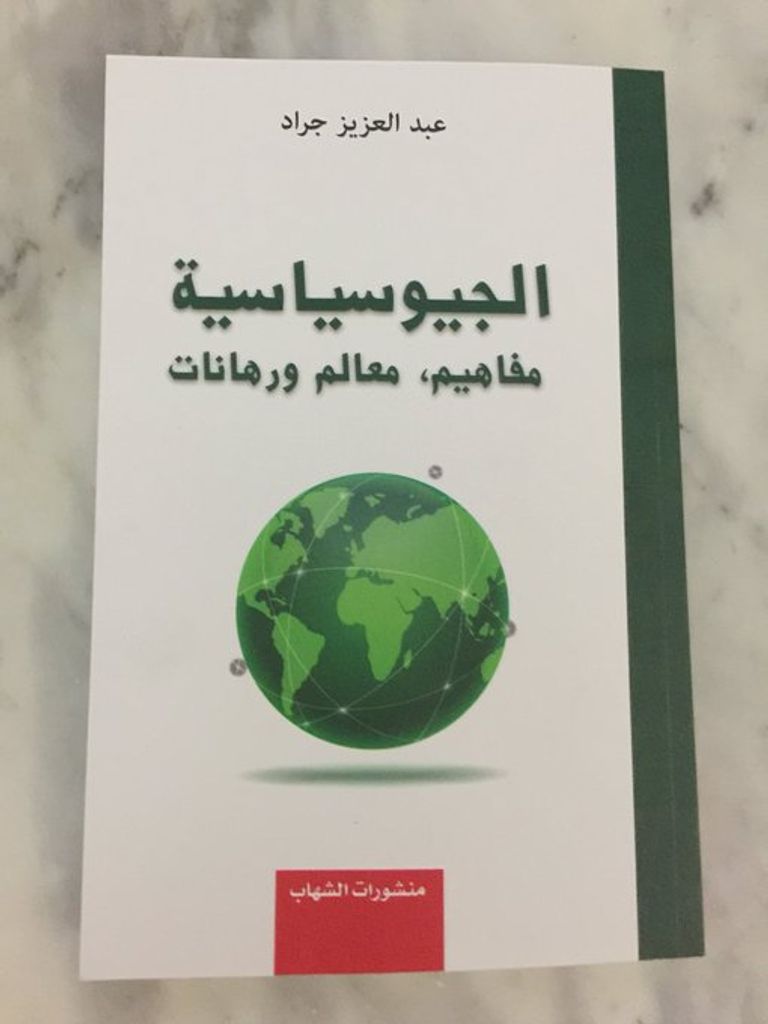 عبد العزيز جراد
الجيوسياسية
مفاهيم، معالم ورهانات
منشورات الشهاب